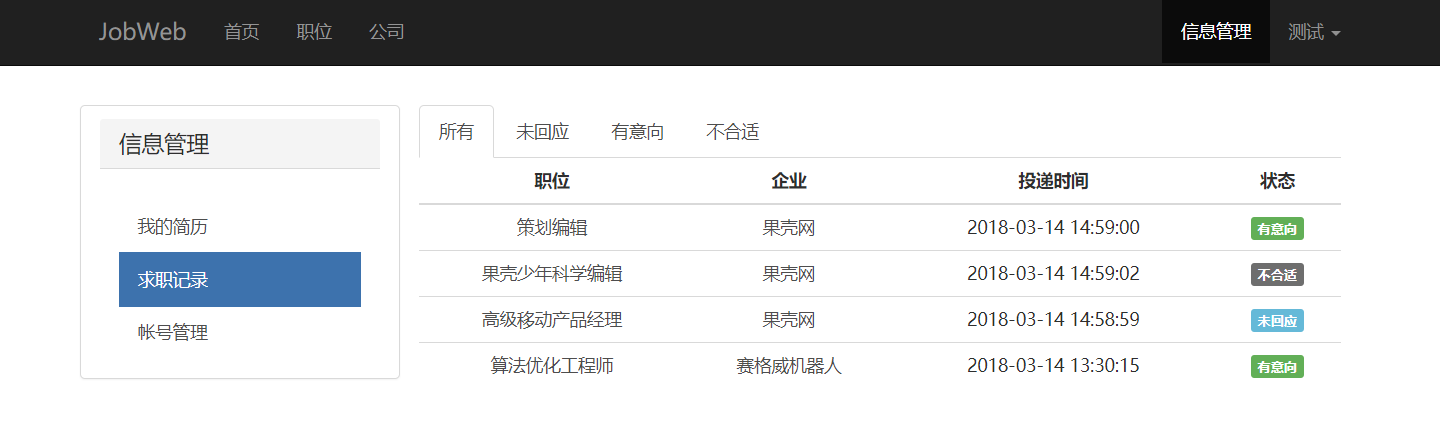 JobWeb 首页 职位 公司 信息管理 测试
信息管理
我的简历
求职记录
帐号管理
所有 未回应 有意向 不合适
职位 企业 投递时间 状态
策划编辑 果壳网 2018-03-14 14:59:00 有意向
果壳少年科学编辑 果壳网 2018-03-14 14:59:02 不合适
高级移动产品经理 果壳网 2018-03-14 14:58:59 未回应
算法优化工程师 赛格威机器人 2018-03-14 13:30:15 有意向